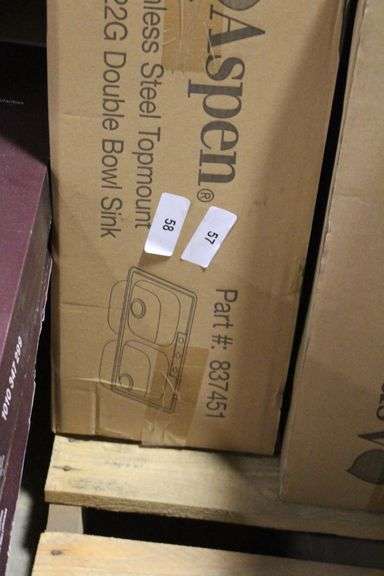 Aspen®
nless Steel Topmount
22G Double Bowl Sink
58
57
Part #: 837451